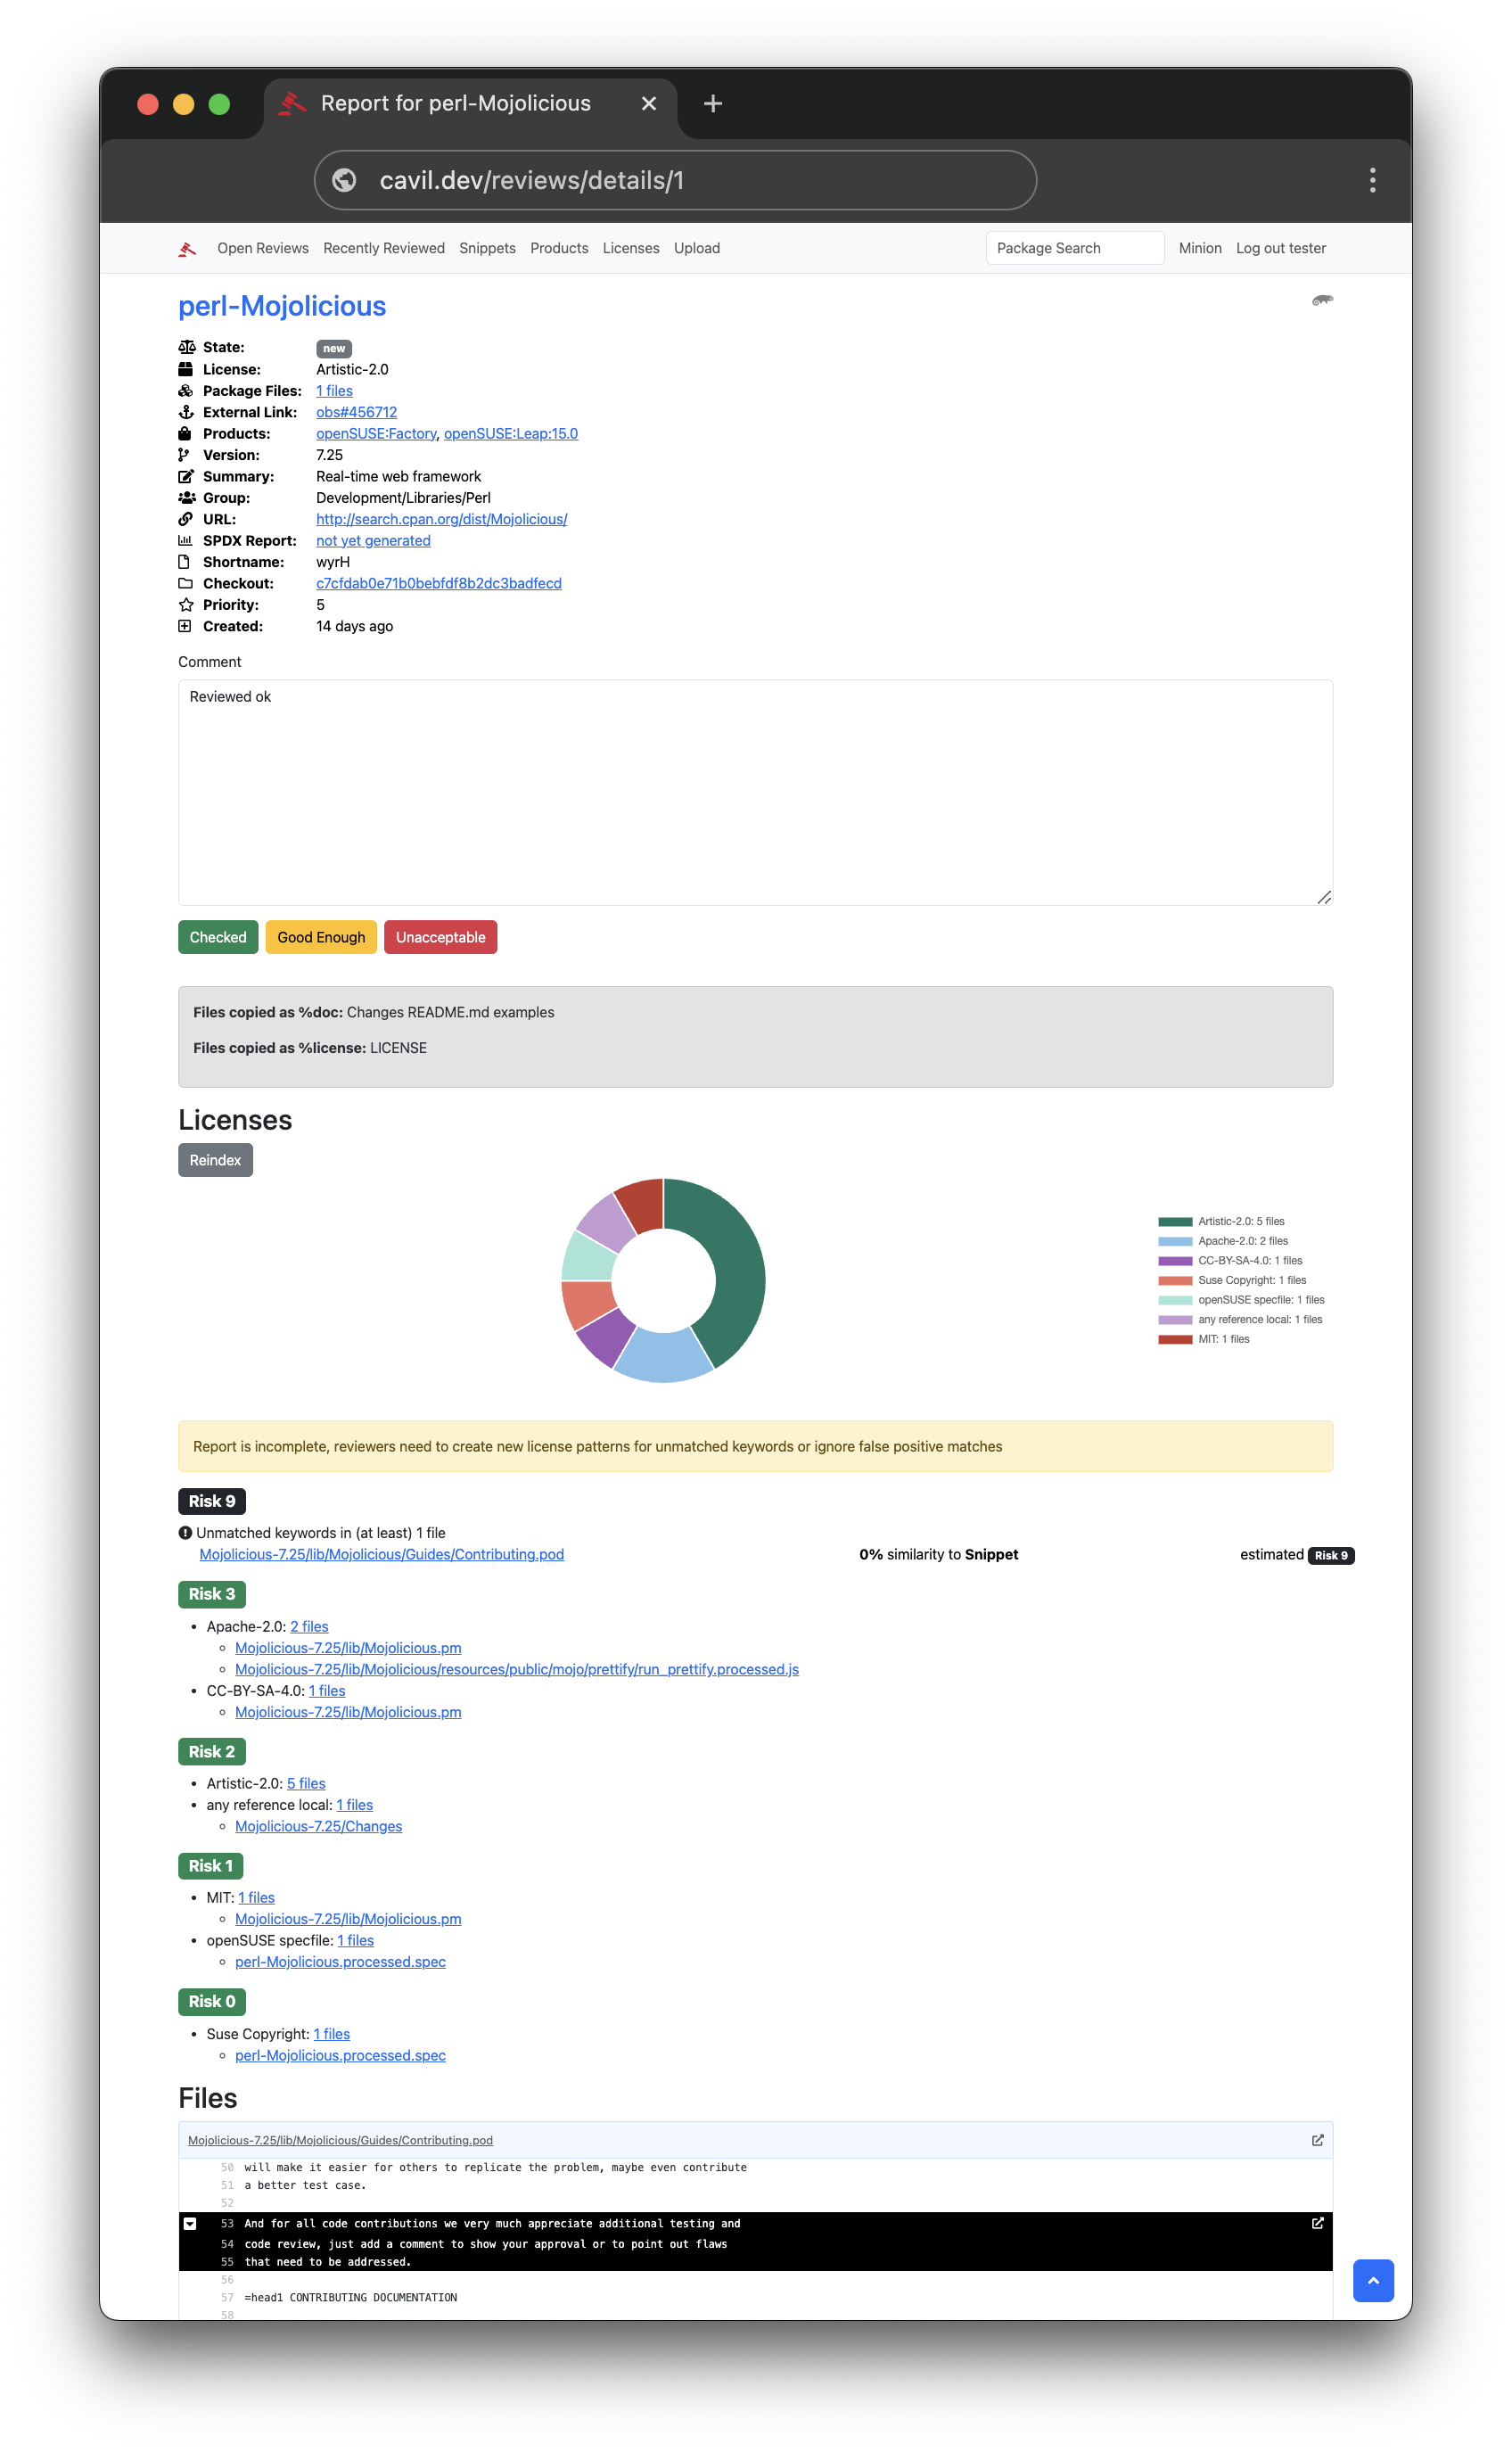 Report for perl-Mojolicious
cavil.dev/reviews/details/1
Open Reviews Recently Reviewed Snippets Products Licenses Upload Package Search Minion Log out tester
perl-Mojolicious
State: new
License: Artistic-2.0
Package Files: 1 files
External Link: obs#456712
Products: openSUSE:Factory, openSUSE:Leap:15.0
Version: 7.25
Summary: Real-time web framework
Group: Development/Libraries/Perl
URL: http://search.cpan.org/dist/Mojolicious/
SPDX Report: not yet generated
Shortname: wyrH
Checkout: c7cfdab0e71b0bebfdf8b2dc3badfecd
Priority: 5
Created: 14 days ago
Comment
Reviewed ok
Checked Good Enough Unacceptable
Files copied as %doc: Changes README.md examples
Files copied as %license: LICENSE
Licenses
Reindex
Artistic-2.0: 5 files
Apache-2.0: 2 files
CC-BY-SA-4.0: 1 files
Suse Copyright: 1 files
openSUSE specfile: 1 files
any reference local: 1 files
MIT: 1 files
Report is incomplete, reviewers need to create new license patterns for unmatched keywords or ignore false positive matches
Risk 9
Unmatched keywords in (at least) 1 file
Mojolicious-7.25/lib/Mojolicious/Guides/Contributing.pod 0% similarity to Snippet estimated Risk 9
Risk 3
Apache-2.0: 2 files
Mojolicious-7.25/lib/Mojolicious.pm
Mojolicious-7.25/lib/Mojolicious/resources/public/mojo/prettify/run_prettify.processed.js
CC-BY-SA-4.0: 1 files
Mojolicious-7.25/lib/Mojolicious.pm
Risk 2
Artistic-2.0: 5 files
any reference local: 1 files
Mojolicious-7.25/Changes
Risk 1
MIT: 1 files
Mojolicious-7.25/lib/Mojolicious.pm
openSUSE specfile: 1 files
perl-Mojolicious.processed.spec
Risk 0
Suse Copyright: 1 files
perl-Mojolicious.processed.spec
Files
Mojolicious-7.25/lib/Mojolicious/Guides/Contributing.pod
50 will make it easier for others to replicate the problem, maybe even contribute
51 a better test case.
52
53 And for all code contributions we very much appreciate additional testing and
54 code review, just add a comment to show your approval or to point out flaws
55 that need to be addressed.
56
57 =head1 CONTRIBUTING DOCUMENTATION
58